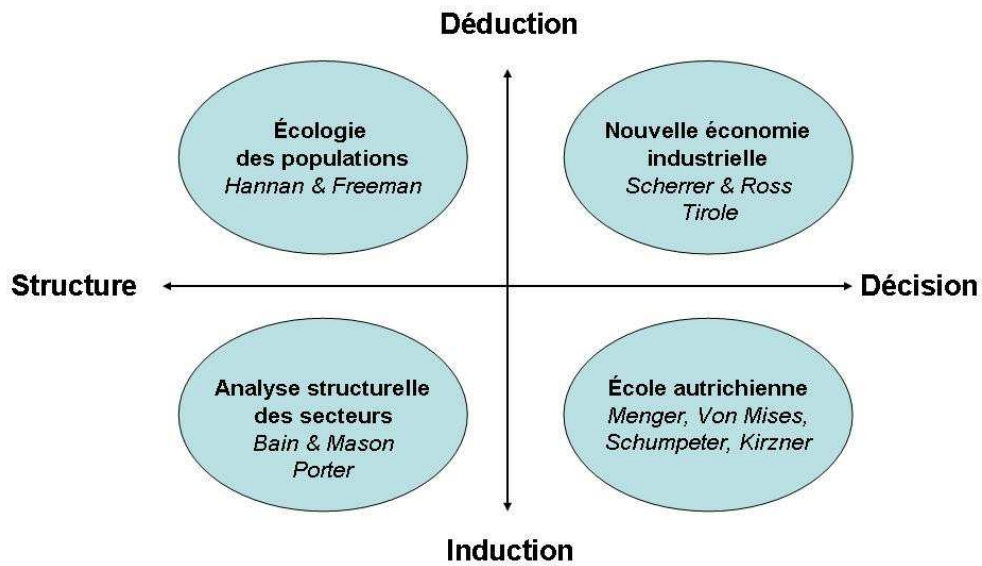 Déduction
Écologie
des populations
Hannan & Freeman
Nouvelle économie
industrielle
Scherrer & Ross
Tirole
Structure
Décision
Analyse structurelle
des secteurs
Bain & Mason
Porter
École autrichienne
Menger, Von Mises,
Schumpeter, Kirzner
Induction